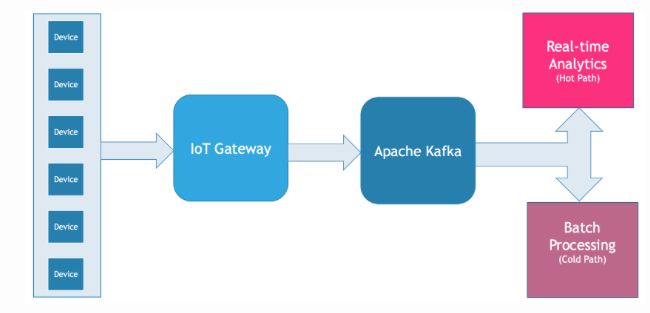 Device
Device
Device
Device
Device
Device
IoT Gateway
Apache Kafka
Real-time
Analytics
(Hot Path)
Batch
Processing
(Cold Path)